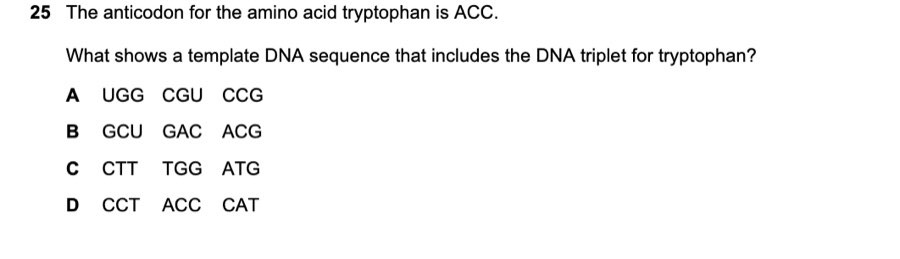 25 The anticodon for the amino acid tryptophan is ACC.
What shows a template DNA sequence that includes the DNA triplet for tryptophan?
A UGG CGU CCG
B GCU GAC ACG
C CTT TGG ATG
D CCT ACC CAT